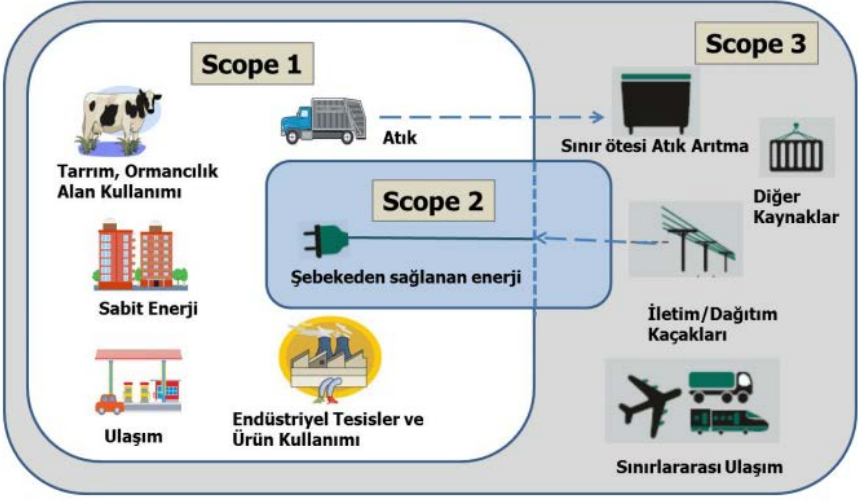 Scope 1
Scope 3
Atık
Sınır ötesi Atık Arıtma
Tarrım, Ormancılık
Alan Kullanımı
Scope 2
Diğer
Kaynaklar
Şebekeden sağlanan enerji
Sabit Enerji
İletim/Dağıtım
Kaçakları
Endüstriyel Tesisler ve
Ürün Kullanımı
Ulaşım
Sınırlararası Ulaşım